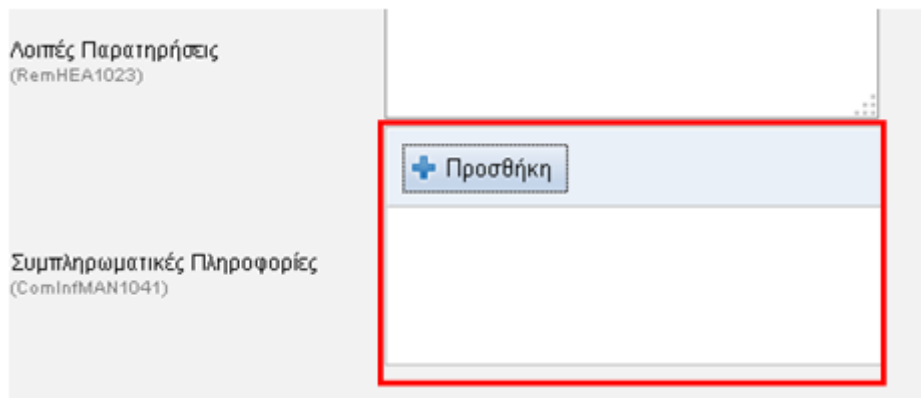 Λοιπές Παρατηρήσεις
(RemHEA1023)
Προσθήκη
Συμπληρωματικές Πληροφορίες
(ComInfMAN1041)